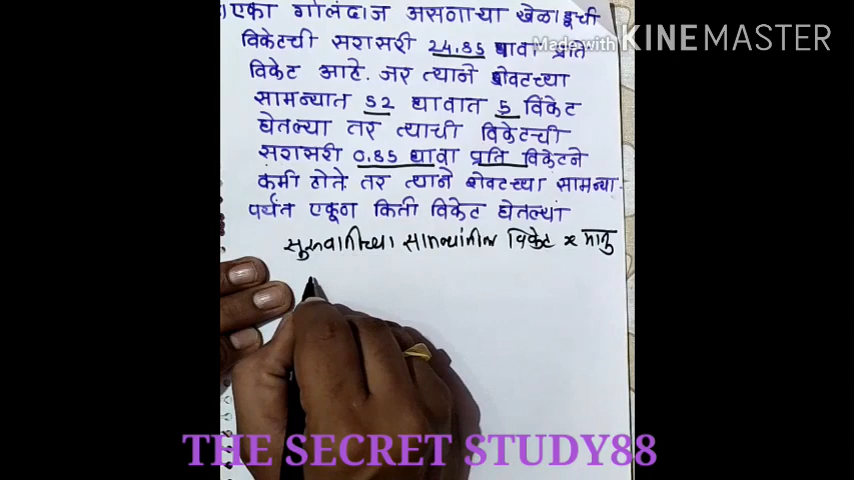 एका गोलंदाज असणाऱ्या खेळाडूची
विकेटची सरासरी 24.85 धावा प्रति
विकेट आहे. जर त्याने शेवटच्या
सामन्यात 52 धावात 5 विकेट
घेतल्या तर त्याची विकेटची
सरासरी 0.85 धावा प्रति विकेटने
कमी होते. तर त्याने शेवटच्या सामन्या-
पर्यंत एकूण किती विकेट घेतल्या
सुरुवातीच्या सामन्यांतील विकेट x मानु
Made with KINEMASTER
THE SECRET STUDY88